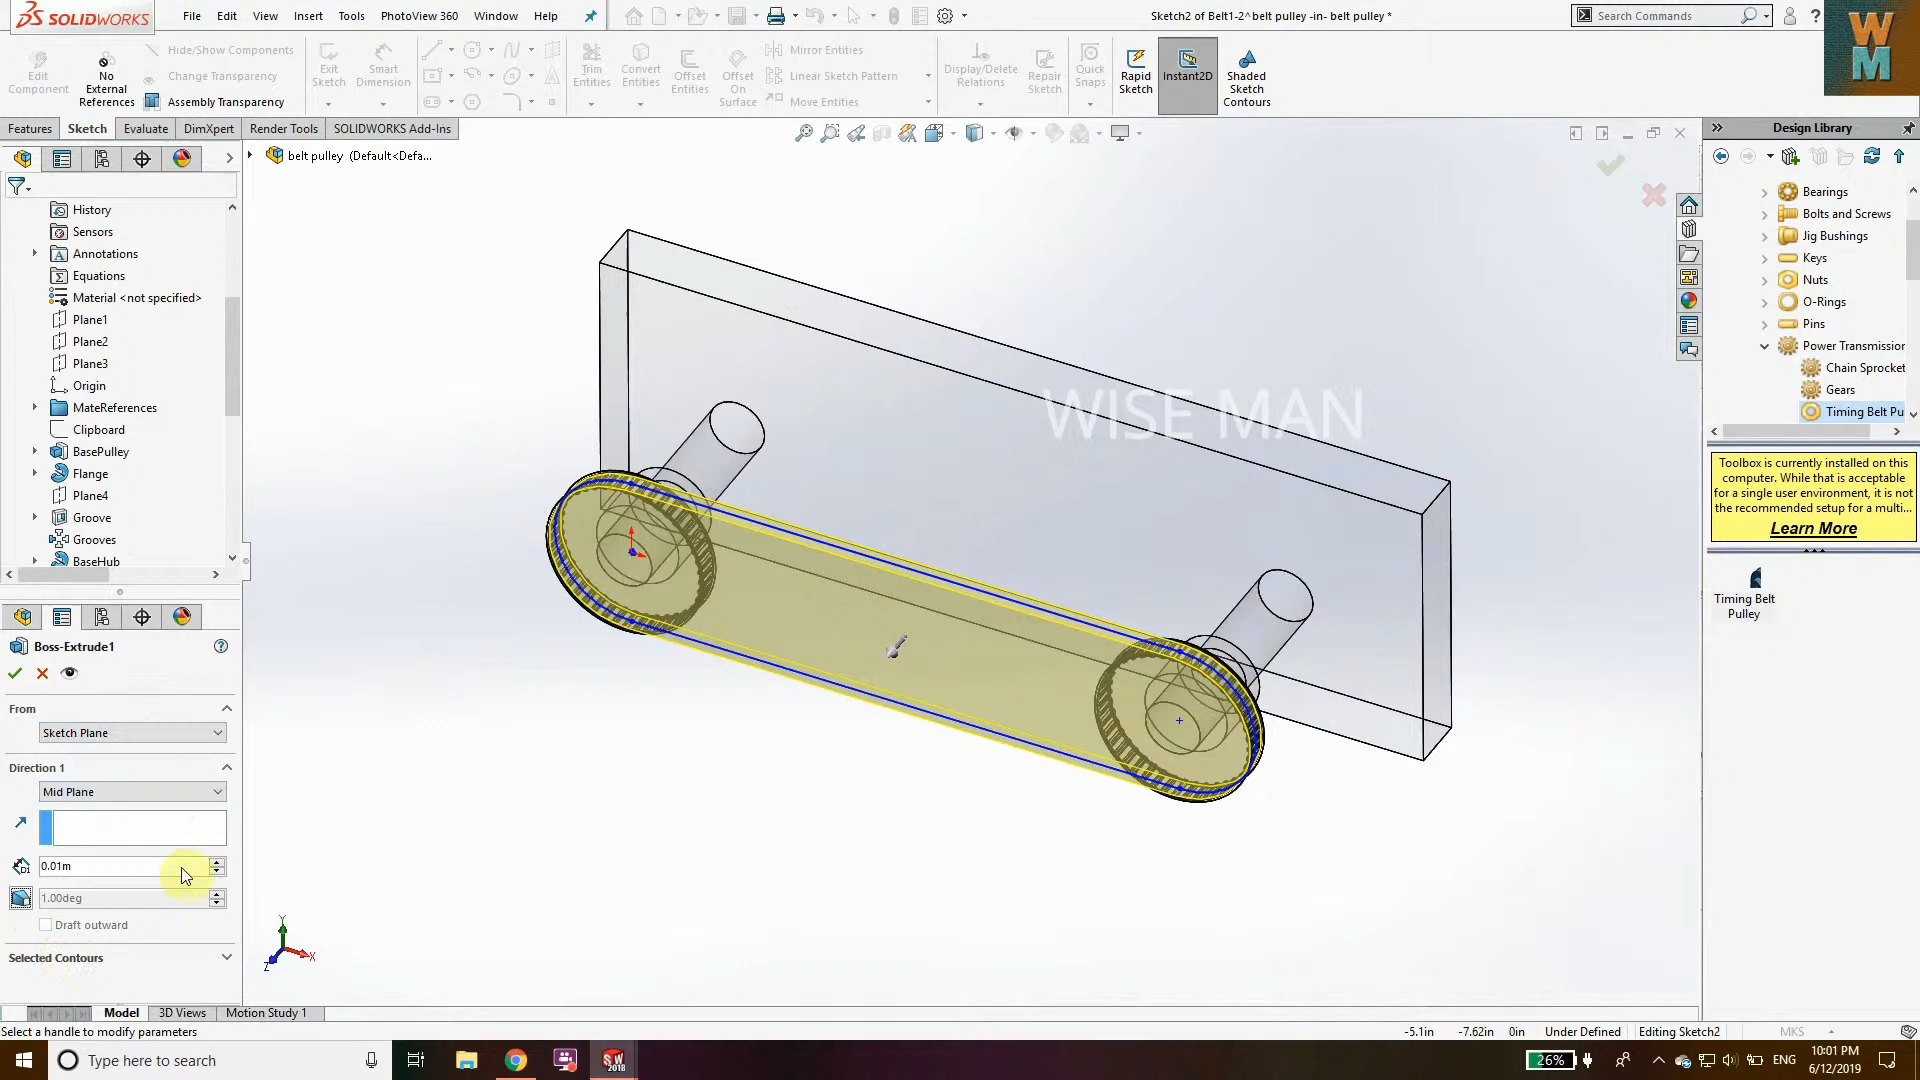 SOLIDWORKS File Edit View Insert Tools PhotoView 360 Window Help Sketch2 of Belt1-2^belt pulley -in- belt pulley * Search Commands ?
Edit Component
No External References
Hide/Show Components
Change Transparency
Assembly Transparency
Exit Sketch
Smart Dimension
Trim Entities
Convert Entities
Offset Entities
Offset On Surface
Mirror Entities
Linear Sketch Pattern
Move Entities
Display/Delete Relations
Repair Sketch
Quick Snaps
Rapid Sketch
Instant2D
Shaded Sketch Contours
WM
Features Sketch Evaluate DimXpert Render Tools SOLIDWORKS Add-Ins
belt pulley (Default<Defa...
History
Sensors
Annotations
Equations
Material <not specified>
Plane1
Plane2
Plane3
Origin
MateReferences
Clipboard
BasePulley
Flange
Plane4
Groove
Grooves
BaseHub
Boss-Extrude1
From
Sketch Plane
Direction 1
Mid Plane
0.01m
1.00deg
Draft outward
Selected Contours
WISE MAN
Y
X
Z
Design Library
Bearings
Bolts and Screws
Jig Bushings
Keys
Nuts
O-Rings
Pins
Power Transmission
Chain Sprocket
Gears
Timing Belt Pu
Toolbox is currently installed on this
computer. While that is acceptable
for a single user environment, it is not
the recommended setup for a multi...
Learn More
Timing Belt
Pulley
Model 3D Views Motion Study 1
Select a handle to modify parameters -5.1in -7.62in 0in Under Defined Editing Sketch2 MKS
Type here to search SW 2018 26% ENG 10:01 PM
6/12/2019